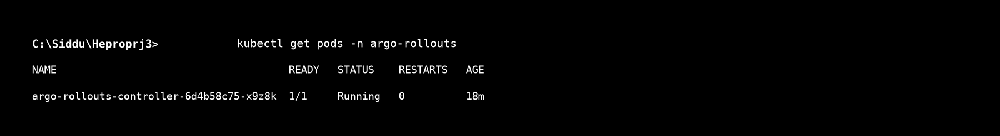 C:\Siddu\Heproprj3> kubectl get pods -n argo-rollouts
NAME READY STATUS RESTARTS AGE
argo-rollouts-controller-6d4b58c75-x9z8k 1/1 Running 0 18m